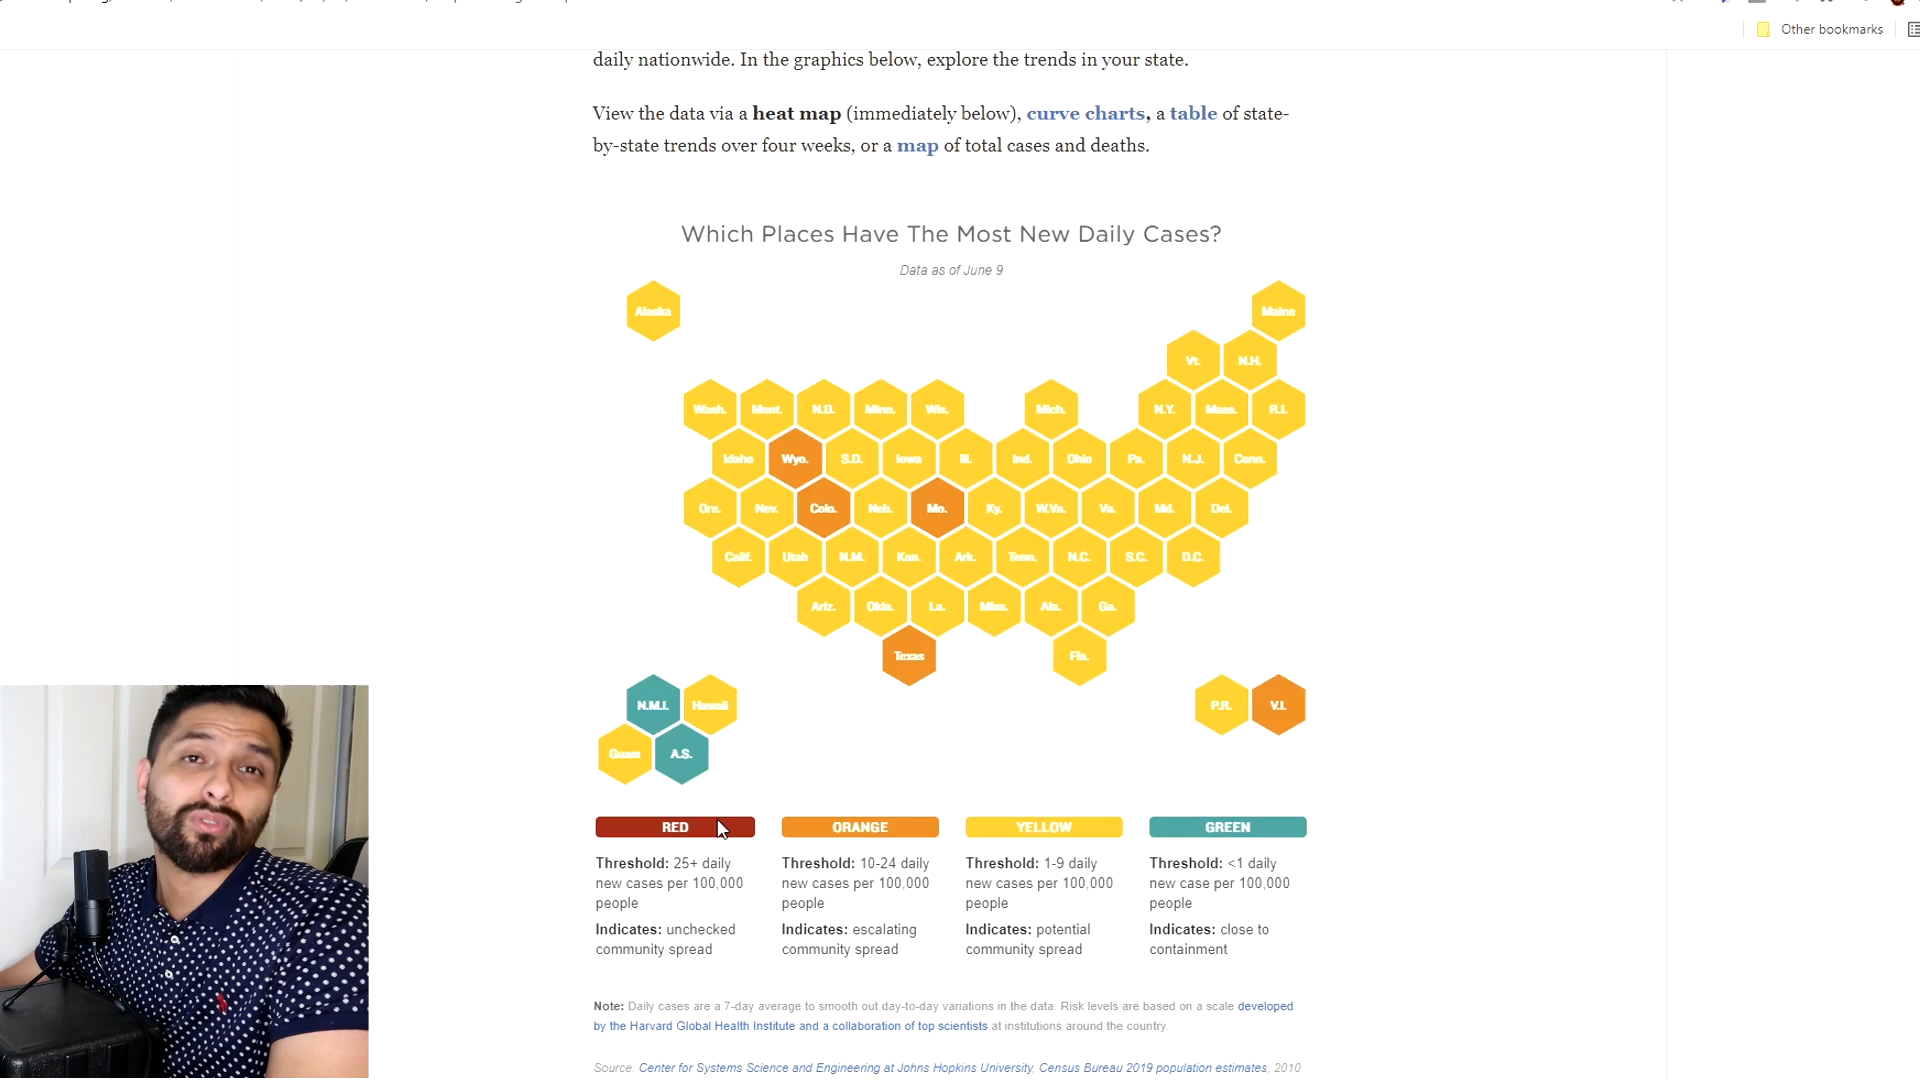 Other bookmarks
daily nationwide. In the graphics below, explore the trends in your state.
View the data via a heat map (immediately below), curve charts, a table of state-
by-state trends over four weeks, or a map of total cases and deaths.
Which Places Have The Most New Daily Cases?
Data as of June 9
Alaska Maine
Vt. N.H.
Wash. Mont. N.D. Minn. Wis. Mich. N.Y. Mass. R.I.
Idaho Wyo. S.D. Iowa Ill. Ind. Ohio Pa. N.J. Conn.
Ore. Nev. Colo. Neb. Mo. Ky. W.Va. Va. Md. Del.
Calif. Utah N.M. Kan. Ark. Tenn. N.C. S.C. D.C.
Ariz. Okla. La. Miss. Ala. Ga.
Texas Fla.
N.M.I. Hawaii P.R. V.I.
Guam A.S.
RED ORANGE YELLOW GREEN
Threshold: 25+ daily
new cases per 100,000
people
Indicates: unchecked
community spread
Threshold: 10-24 daily
new cases per 100,000
people
Indicates: escalating
community spread
Threshold: 1-9 daily
new cases per 100,000
people
Indicates: potential
community spread
Threshold: <1 daily
new case per 100,000
people
Indicates: close to
containment
Note: Daily cases are a 7-day average to smooth out day-to-day variations in the data. Risk levels are based on a scale developed
by the Harvard Global Health Institute and a collaboration of top scientists at institutions around the country.
Source: Center for Systems Science and Engineering at Johns Hopkins University, Census Bureau 2019 population estimates, 2010